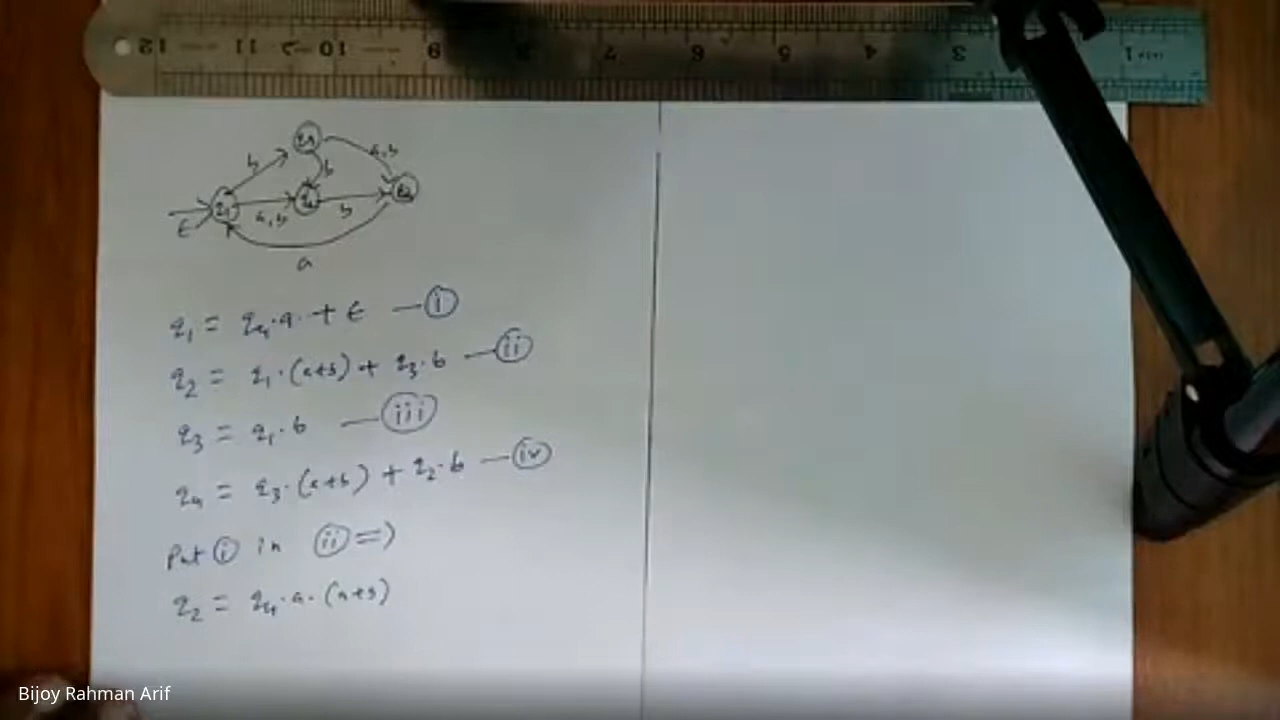 12 11 10 9 8 7 6 5 4 3 1
b
b
a,b
ε
q1
a,b
b
a
q1 = q4·a + ε — (i)
q2 = q1·(a+b) + q3·b — (ii)
q3 = q1·b — (iii)
q4 = q3·(a+b) + q2·b — (iv)
Put (i) in (ii) =>
q2 = q4·a·(a+b)
Bijoy Rahman Arif